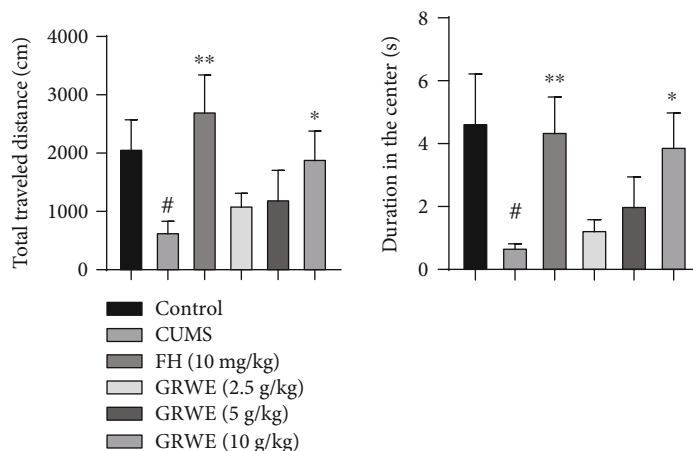 Total traveled distance (cm)
4000
3000
2000
1000
0
#
**
*
Duration in the center (s)
8
6
4
2
0
#
**
*
Control
CUMS
FH (10 mg/kg)
GRWE (2.5 g/kg)
GRWE (5 g/kg)
GRWE (10 g/kg)